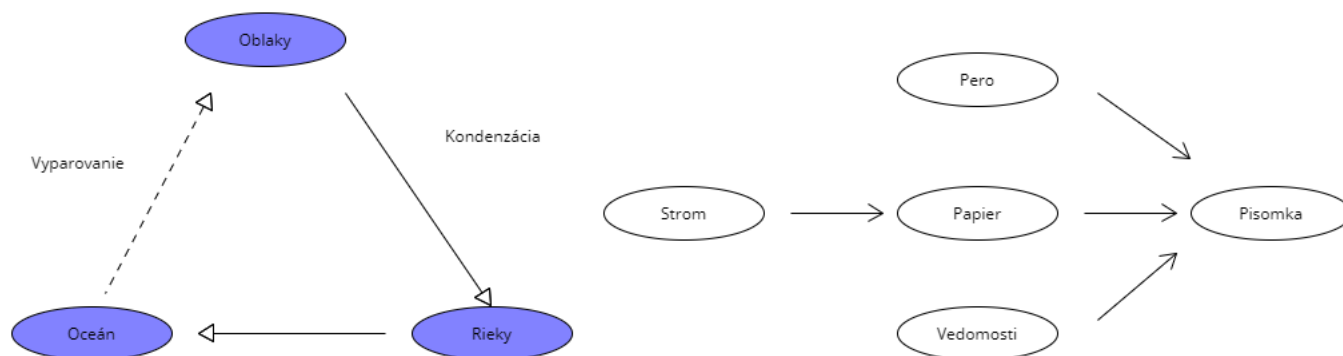 Oblaky
Kondenzácia
Vyparovanie
Oceán
Rieky
Pero
Strom
Papier
Pisomka
Vedomosti